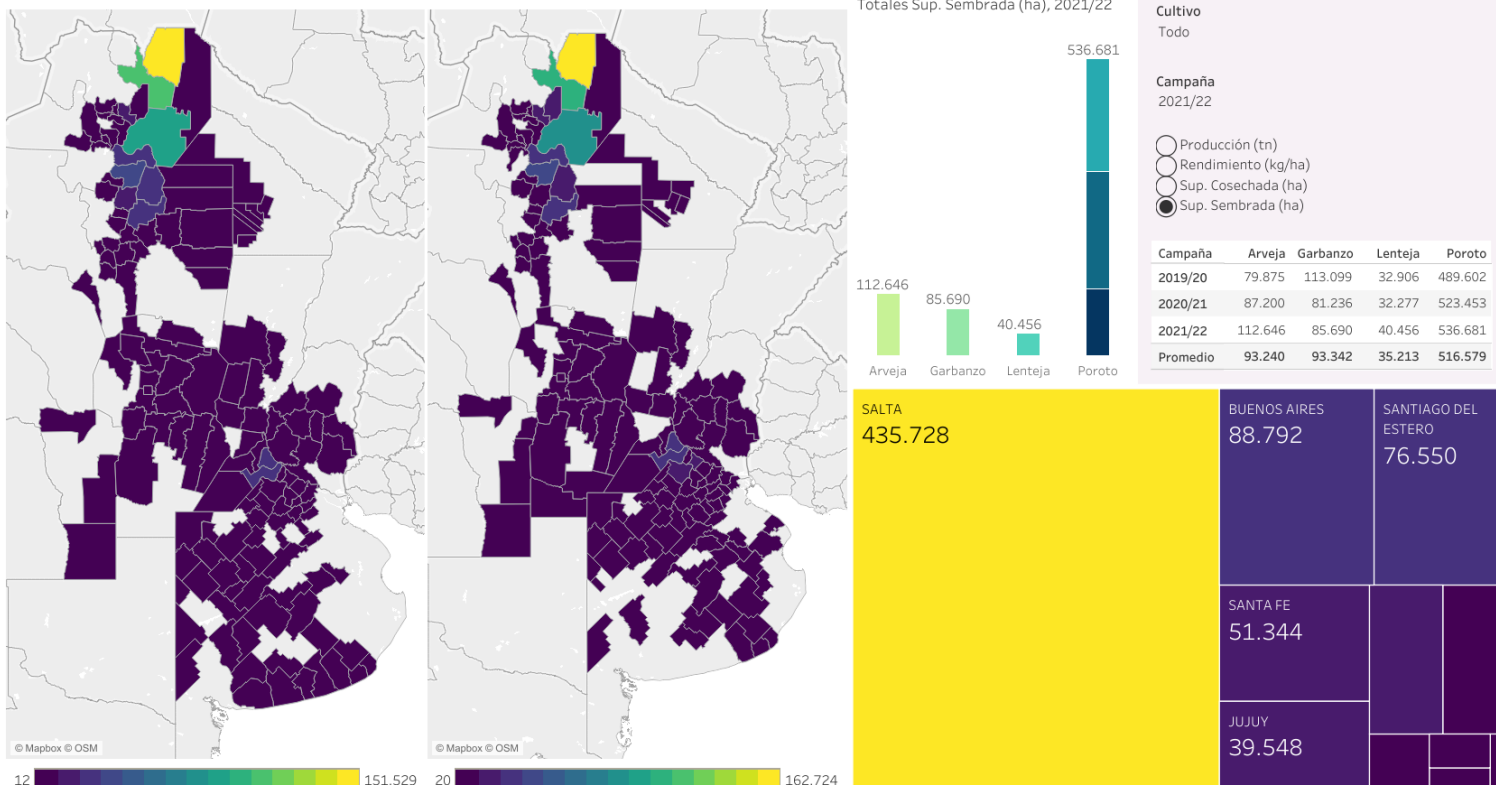 Totales Sup. Sembrada (ha), 2021/22
536.681
112.646
85.690
40.456
Arveja
Garbanzo
Lenteja
Poroto
Cultivo
Todo
Campaña
2021/22
Producción (tn)
Rendimiento (kg/ha)
Sup. Cosechada (ha)
Sup. Sembrada (ha)
Campaña Arveja Garbanzo Lenteja Poroto
2019/20 79.875 113.099 32.906 489.602
2020/21 87.200 81.236 32.277 523.453
2021/22 112.646 85.690 40.456 536.681
Promedio 93.240 93.342 35.213 516.579
SALTA
435.728
BUENOS AIRES
88.792
SANTIAGO DEL
ESTERO
76.550
SANTA FE
51.344
JUJUY
39.548
© Mapbox © OSM
© Mapbox © OSM
12 151.529
20 162.724